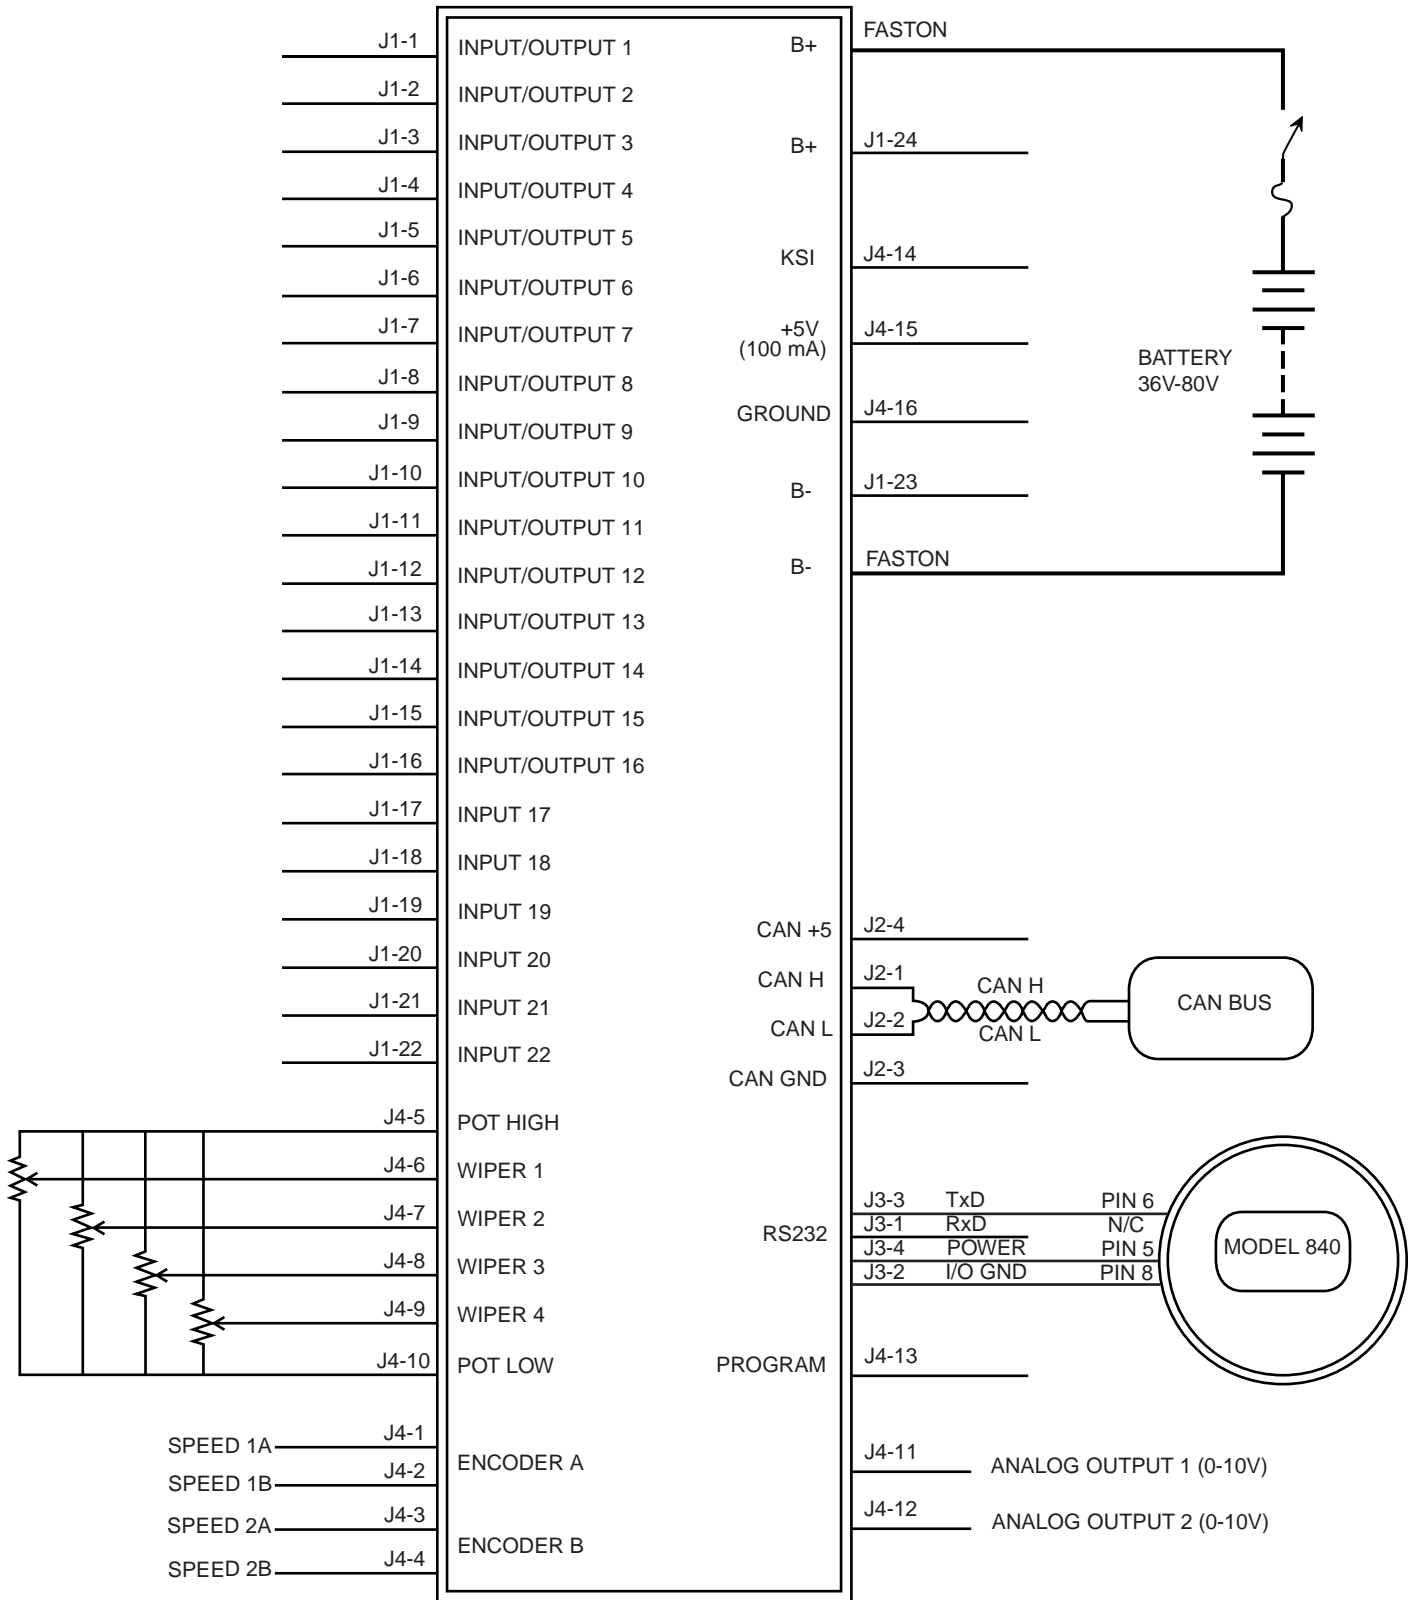 J1-1 INPUT/OUTPUT 1
J1-2 INPUT/OUTPUT 2
J1-3 INPUT/OUTPUT 3
J1-4 INPUT/OUTPUT 4
J1-5 INPUT/OUTPUT 5
J1-6 INPUT/OUTPUT 6
J1-7 INPUT/OUTPUT 7
J1-8 INPUT/OUTPUT 8
J1-9 INPUT/OUTPUT 9
J1-10 INPUT/OUTPUT 10
J1-11 INPUT/OUTPUT 11
J1-12 INPUT/OUTPUT 12
J1-13 INPUT/OUTPUT 13
J1-14 INPUT/OUTPUT 14
J1-15 INPUT/OUTPUT 15
J1-16 INPUT/OUTPUT 16
J1-17 INPUT 17
J1-18 INPUT 18
J1-19 INPUT 19
J1-20 INPUT 20
J1-21 INPUT 21
J1-22 INPUT 22
J4-5 POT HIGH
J4-6 WIPER 1
J4-7 WIPER 2
J4-8 WIPER 3
J4-9 WIPER 4
J4-10 POT LOW
SPEED 1A J4-1
ENCODER A
SPEED 1B J4-2
SPEED 2A J4-3
ENCODER B
SPEED 2B J4-4
B+ FASTON
B+ J1-24
KSI J4-14
+5V J4-15
(100 mA)
GROUND J4-16
B- J1-23
B- FASTON
BATTERY
36V-80V
CAN +5 J2-4
CAN H J2-1 CAN H
CAN L J2-2 CAN L
CAN BUS
CAN GND J2-3
RS232
J3-3 TxD PIN 6
J3-1 RxD N/C
J3-4 POWER PIN 5
J3-2 I/O GND PIN 8
MODEL 840
PROGRAM J4-13
J4-11 ANALOG OUTPUT 1 (0-10V)
J4-12 ANALOG OUTPUT 2 (0-10V)